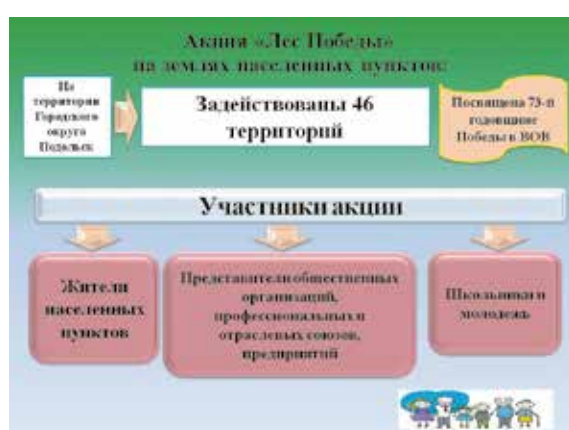 Акция «Лес Победы»
на землях населенных пунктов:
На
территории
Городского
округа
Подольск
Задействованы 46
территорий
Посвящена 73-й
годовщине
Победы в ВОВ
Участники акции
Жители
населенных
пунктов
Представители общественных
организаций,
профессиональных и
отраслевых союзов,
предприятий
Школьники и
молодежь